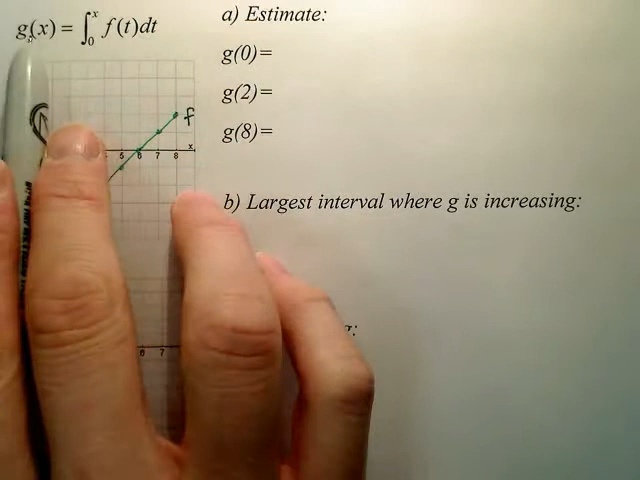 g(x) = ∫₀ˣ f(t)dt
a) Estimate:
g(0)=
g(2)=
g(8)=
f
x
5 6 7 8
b) Largest interval where g is increasing:
6 7